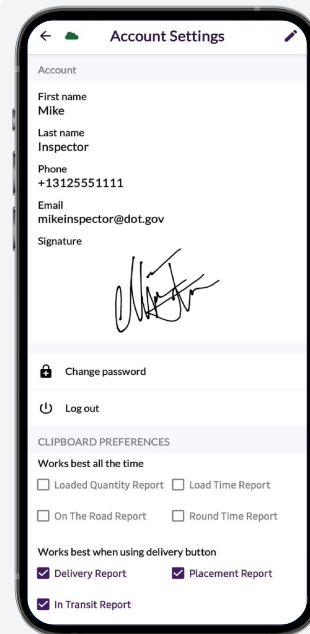 Account Settings
Account
First name
Mike
Last name
Inspector
Phone
+13125551111
Email
mikeinspector@dot.gov
Signature
Change password
Log out
CLIPBOARD PREFERENCES
Works best all the time
Loaded Quantity Report Load Time Report
On The Road Report Round Time Report
Works best when using delivery button
Delivery Report Placement Report
In Transit Report